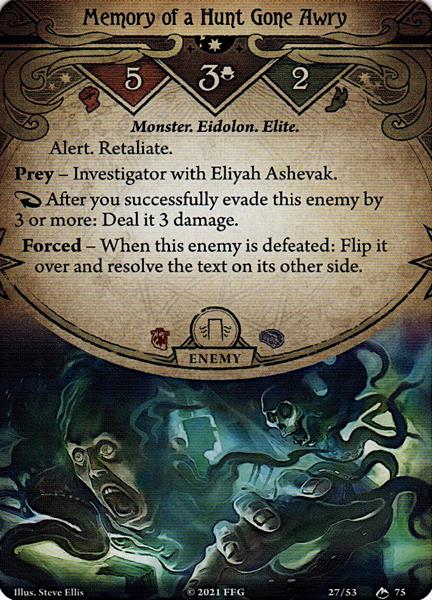 Memory of a Hunt Gone Awry
5 3 2
Monster. Eidolon. Elite.
Alert. Retaliate.
Prey – Investigator with Eliyah Ashevak.
After you successfully evade this enemy by
3 or more: Deal it 3 damage.
Forced – When this enemy is defeated: Flip it
over and resolve the text on its other side.
ENEMY
Illus. Steve Ellis © 2021 FFG 27/53 75